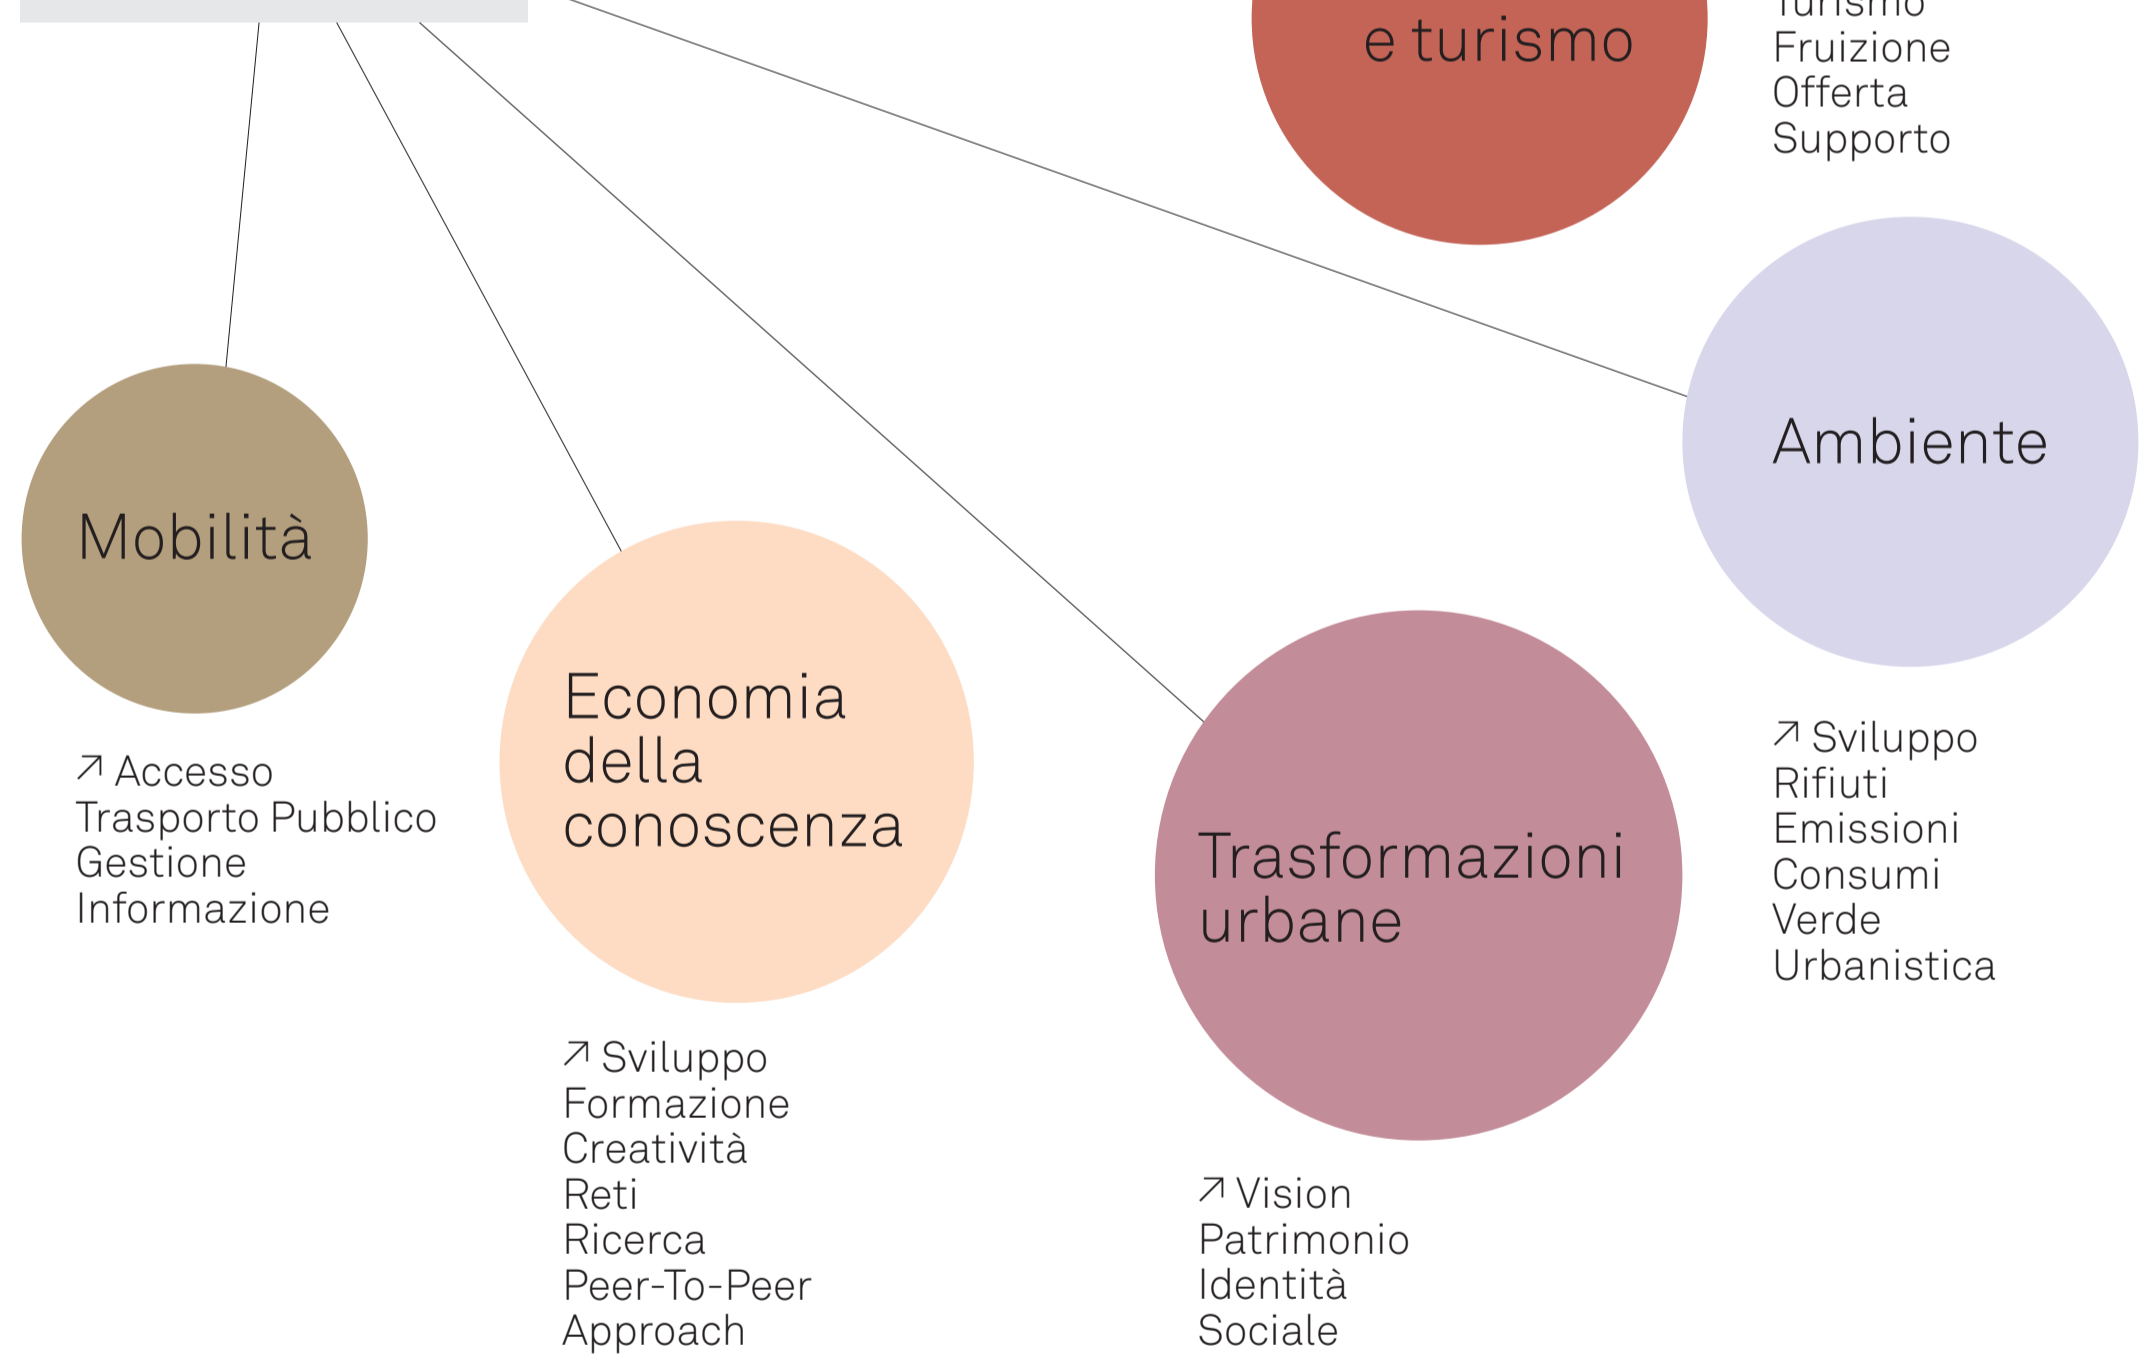 e turismo
Turismo
Fruizione
Offerta
Supporto
Ambiente
↗ Sviluppo
Rifiuti
Emissioni
Consumi
Verde
Urbanistica
Mobilità
↗ Accesso
Trasporto Pubblico
Gestione
Informazione
Economia
della
conoscenza
↗ Sviluppo
Formazione
Creatività
Reti
Ricerca
Peer-To-Peer
Approach
Trasformazioni
urbane
↗ Vision
Patrimonio
Identità
Sociale